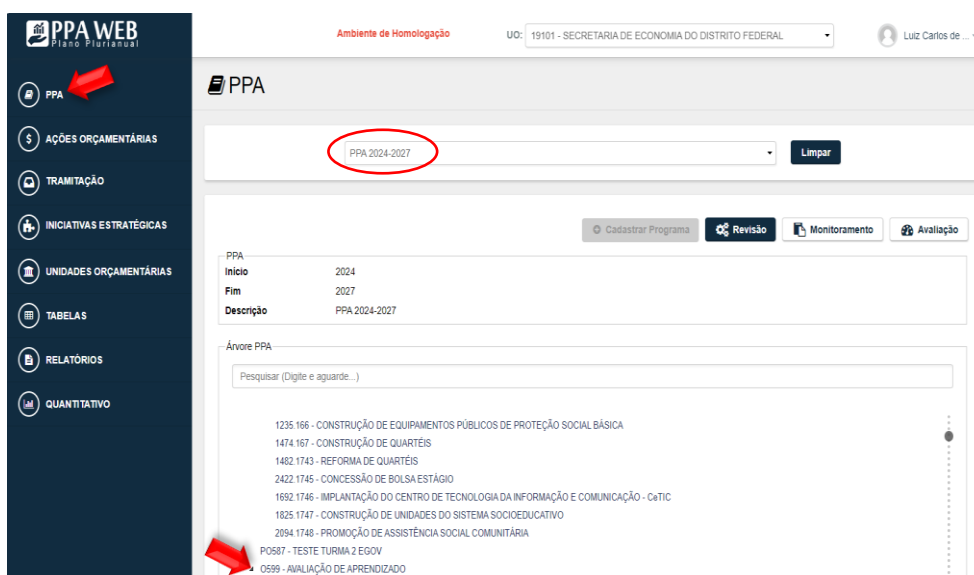 PPA WEB
Plano Plurianual
Ambiente de Homologação
UO: 19101 - SECRETARIA DE ECONOMIA DO DISTRITO FEDERAL
Luiz Carlos de ...
PPA
AÇÕES ORÇAMENTÁRIAS
TRAMITAÇÃO
INICIATIVAS ESTRATÉGICAS
UNIDADES ORÇAMENTÁRIAS
TABELAS
RELATÓRIOS
QUANTITATIVO
PPA
PPA 2024-2027
Limpar
Cadastrar Programa
Revisão
Monitoramento
Avaliação
PPA
Início 2024
Fim 2027
Descrição PPA 2024-2027
Árvore PPA
Pesquisar (Digite e aguarde...)
1235.166 - CONSTRUÇÃO DE EQUIPAMENTOS PÚBLICOS DE PROTEÇÃO SOCIAL BÁSICA
1474.167 - CONSTRUÇÃO DE QUARTÉIS
1482.1743 - REFORMA DE QUARTÉIS
2422.1745 - CONCESSÃO DE BOLSA ESTÁGIO
1692.1746 - IMPLANTAÇÃO DO CENTRO DE TECNOLOGIA DA INFORMAÇÃO E COMUNICAÇÃO - CeTIC
1825.1747 - CONSTRUÇÃO DE UNIDADES DO SISTEMA SOCIOEDUCATIVO
2094.1748 - PROMOÇÃO DE ASSISTÊNCIA SOCIAL COMUNITÁRIA
PO587 - TESTE TURMA 2 EGOV
O599 - AVALIAÇÃO DE APRENDIZADO